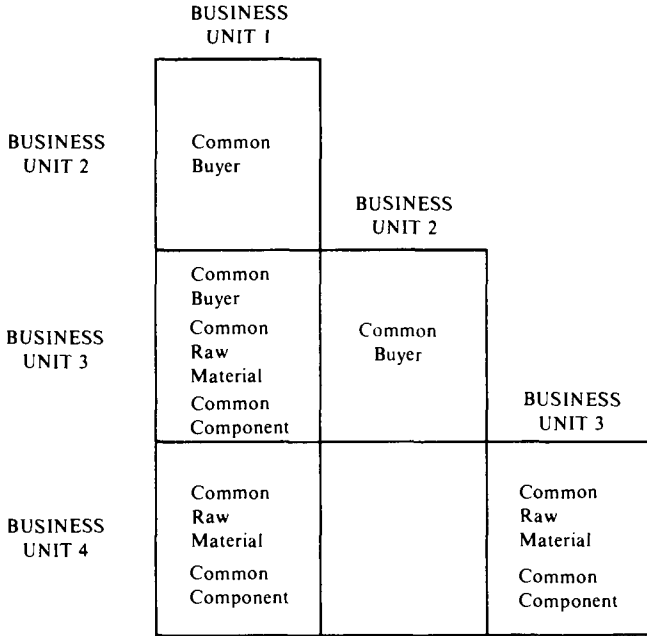 BUSINESS
UNIT 1
BUSINESS
UNIT 2
Common
Buyer
BUSINESS
UNIT 2
BUSINESS
UNIT 3
Common
Buyer
Common
Raw
Material
Common
Component
Common
Buyer
BUSINESS
UNIT 3
BUSINESS
UNIT 4
Common
Raw
Material
Common
Component
Common
Raw
Material
Common
Component